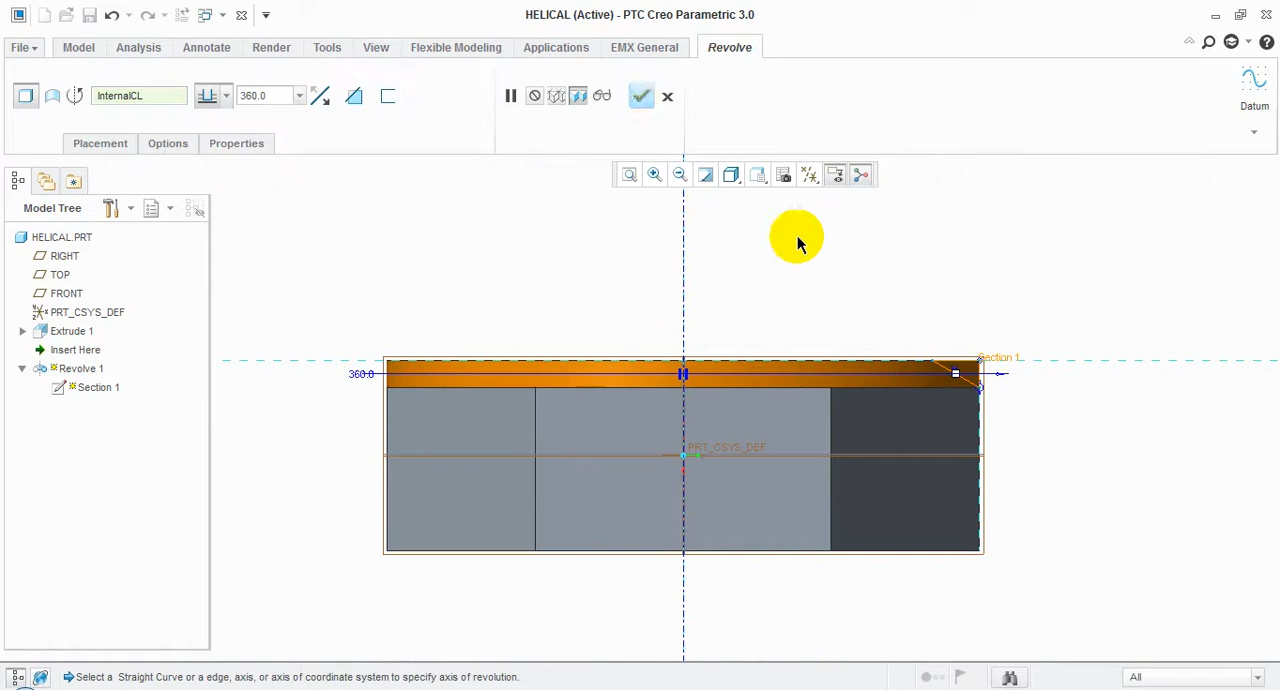 HELICAL (Active) - PTC Creo Parametric 3.0
File Model Analysis Annotate Render Tools View Flexible Modeling Applications EMX General Revolve
InternalCL 360.0
Datum
Placement Options Properties
Model Tree
HELICAL.PRT
RIGHT
TOP
FRONT
PRT_CSYS_DEF
Extrude 1
Insert Here
Revolve 1
Section 1
Section 1
360.0
PRT_CSYS_DEF
Select a Straight Curve or a edge, axis, or axis of coordinate system to specify axis of revolution.
All